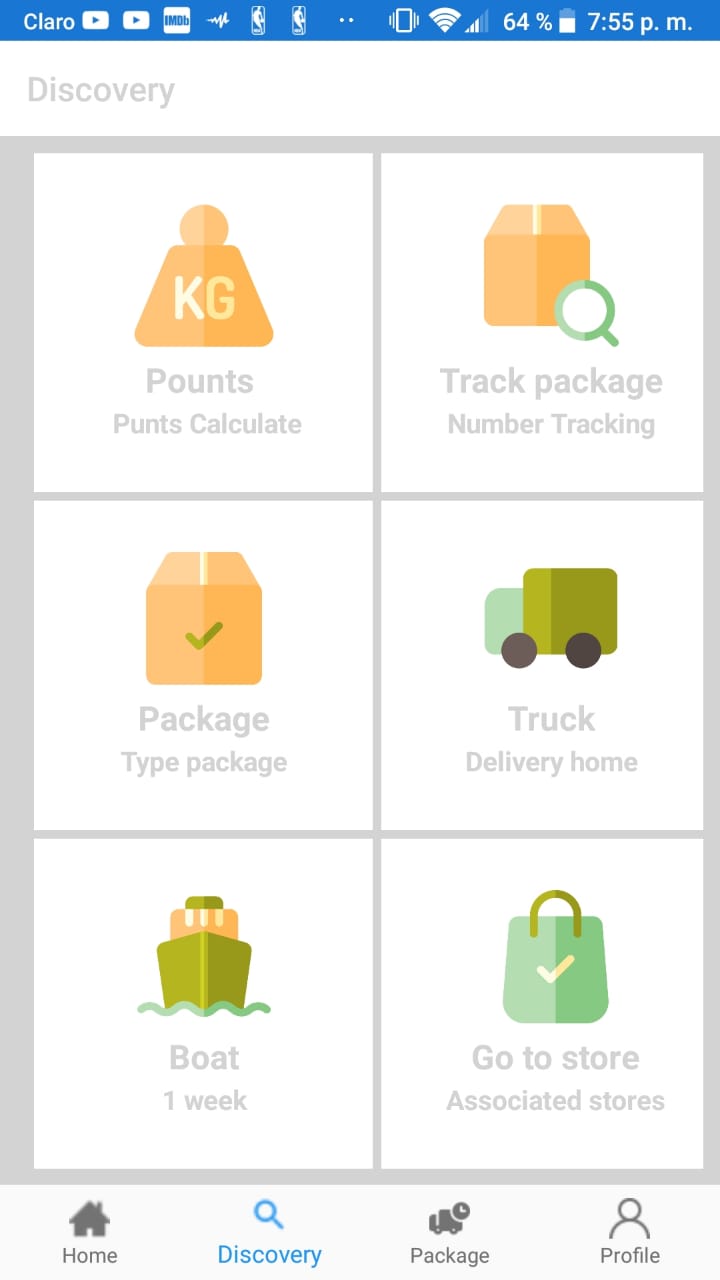 Claro IMDb 64 % 7:55 p. m.
Discovery
KG
Pounts
Punts Calculate
Track package
Number Tracking
Package
Type package
Truck
Delivery home
Boat
1 week
Go to store
Associated stores
Home
Discovery
Package
Profile